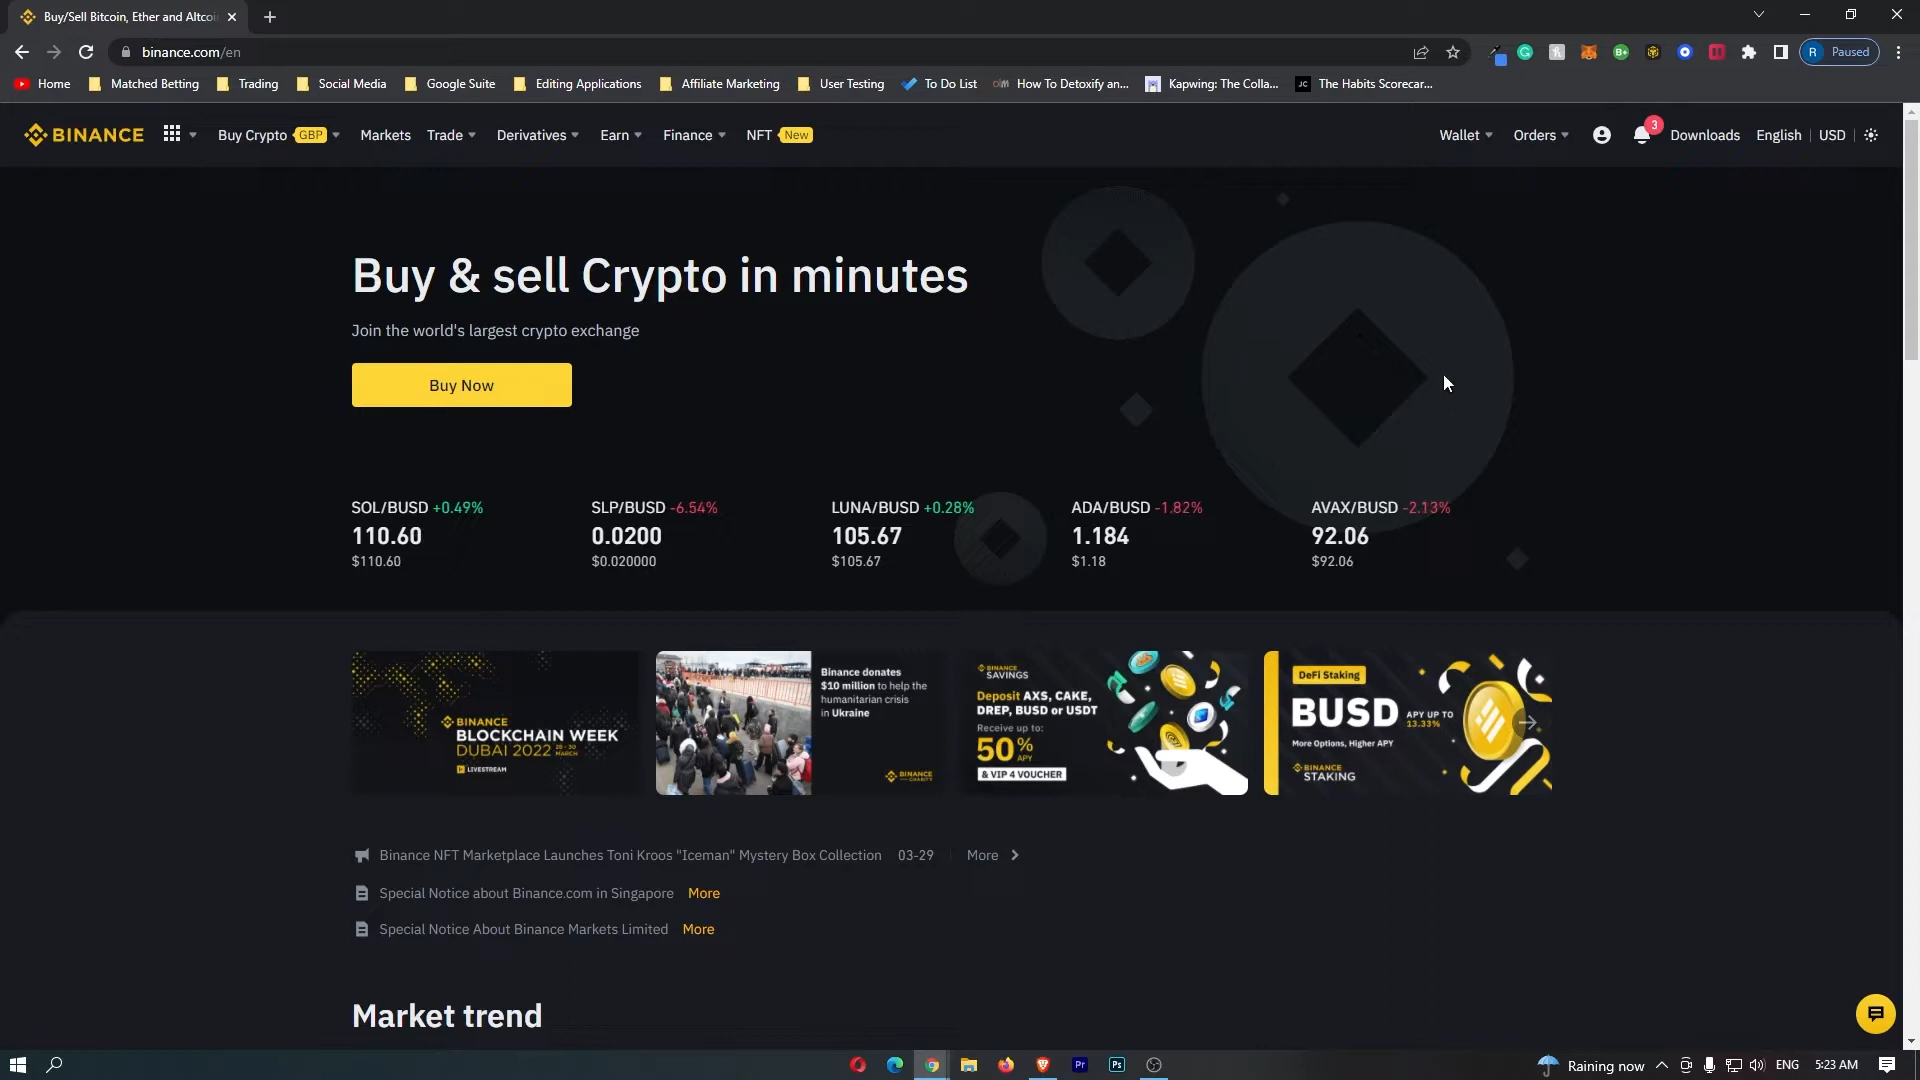 Buy/Sell Bitcoin, Ether and Altcoi
binance.com/en
Paused
Home
Matched Betting
Trading
Social Media
Google Suite
Editing Applications
Affiliate Marketing
User Testing
To Do List
How To Detoxify an...
Kapwing: The Colla...
The Habits Scorecar...
BINANCE
Buy Crypto GBP
Markets
Trade
Derivatives
Earn
Finance
NFT New
Wallet
Orders
3
Downloads
English
USD
Buy & sell Crypto in minutes
Join the world's largest crypto exchange
Buy Now
SOL/BUSD +0.49%
110.60
$110.60
SLP/BUSD -6.54%
0.0200
$0.020000
LUNA/BUSD +0.28%
105.67
$105.67
ADA/BUSD -1.82%
1.184
$1.18
AVAX/BUSD -2.13%
92.06
$92.06
BINANCE
BLOCKCHAIN WEEK
DUBAI 2022
MARCH
LIVESTREAM
Binance donates
$10 million to help the
humanitarian crisis
in Ukraine
BINANCE
BINANCE
SAVINGS
Deposit AXS, CAKE,
DREP, BUSD or USDT
Receive up to:
50% APY
& VIP 4 VOUCHER
DeFi Staking
BUSD APY UP TO
13.33%
More Options, Higher APY
BINANCE
STAKING
Binance NFT Marketplace Launches Toni Kroos "Iceman" Mystery Box Collection 03-29 More
Special Notice about Binance.com in Singapore More
Special Notice About Binance Markets Limited More
Market trend
Raining now
ENG
5:23 AM